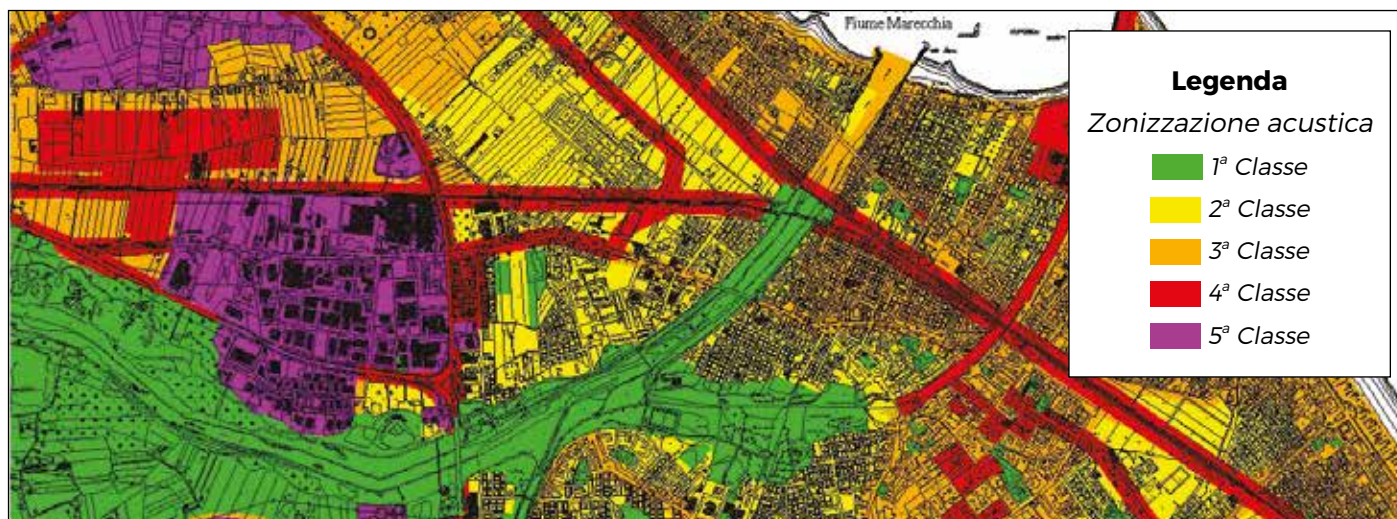 Fiume Marecchia
Legenda
Zonizzazione acustica
1ª Classe
2ª Classe
3ª Classe
4ª Classe
5ª Classe